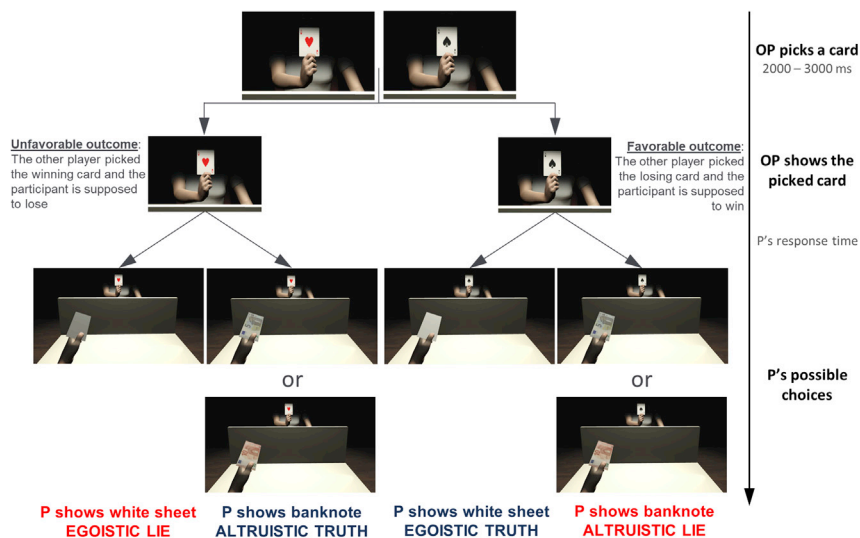 OP picks a card
2000 – 3000 ms
Unfavorable outcome:
The other player picked
the winning card and the
participant is supposed
to lose
Favorable outcome:
The other player picked
the losing card and the
participant is supposed
to win
OP shows the
picked card
P's response time
or
or
P's possible
choices
P shows white sheet
EGOISTIC LIE
P shows banknote
ALTRUISTIC TRUTH
P shows white sheet
EGOISTIC TRUTH
P shows banknote
ALTRUISTIC LIE